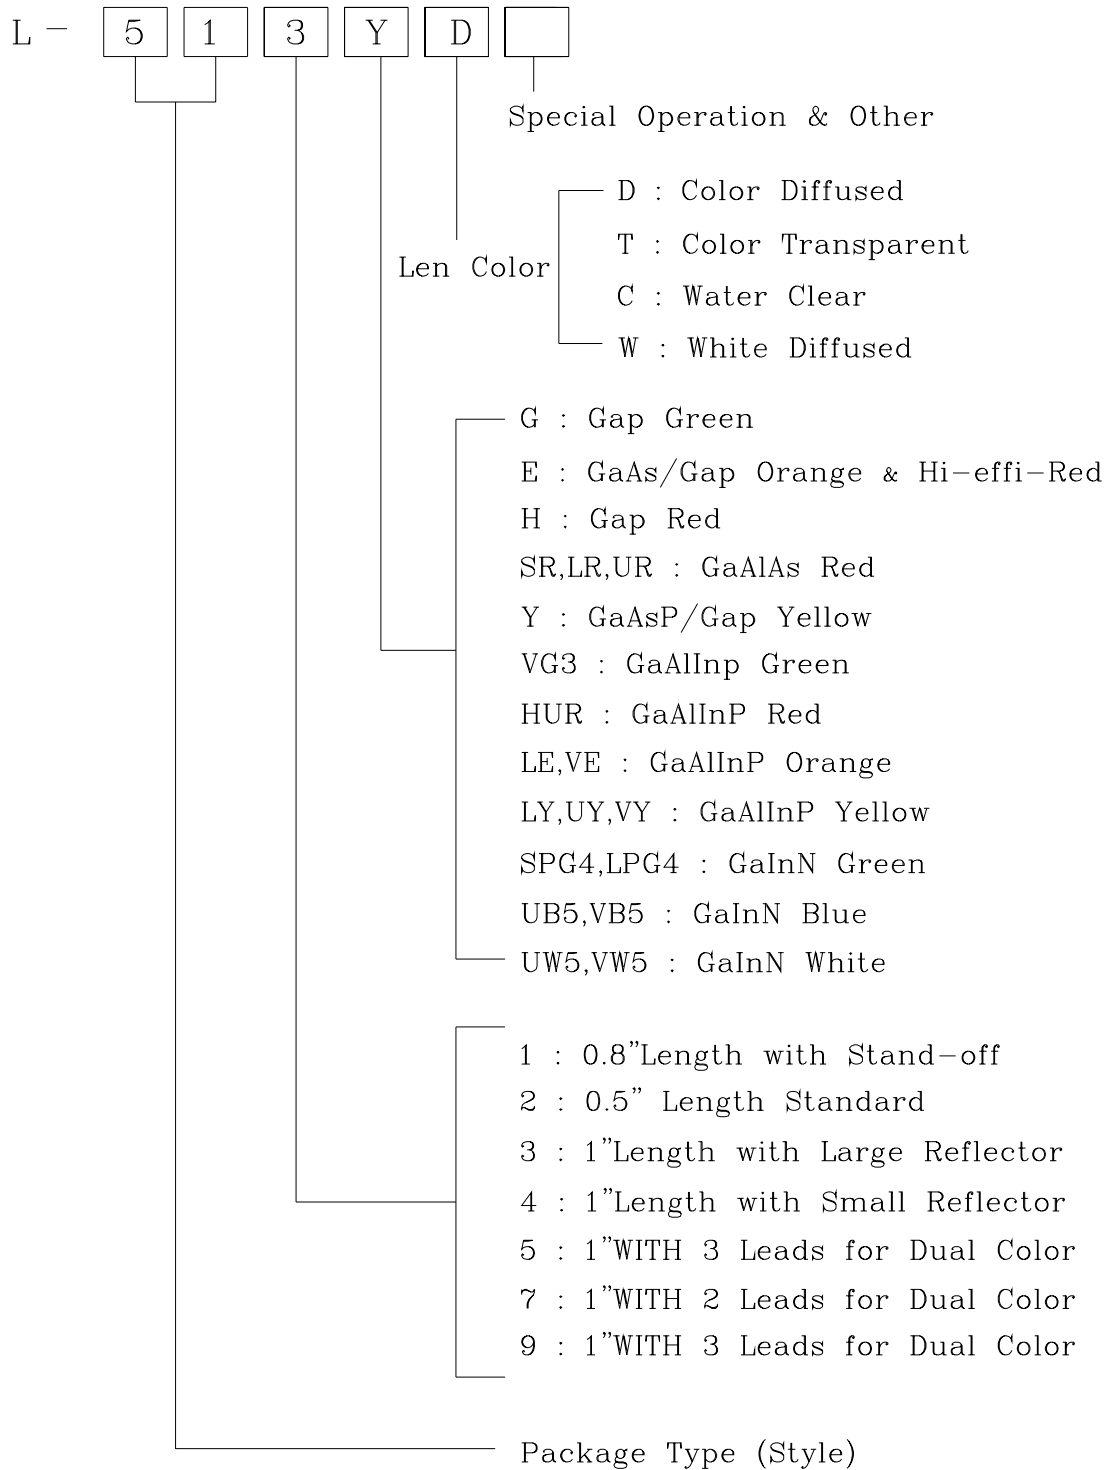 L- 5 1 3 Y D
Special Operation & Other
D : Color Diffused
T : Color Transparent
Len Color
C : Water Clear
W : White Diffused
G : Gap Green
E : GaAs/Gap Orange & Hi-effi-Red
H : Gap Red
SR,LR,UR : GaAlAs Red
Y : GaAsP/Gap Yellow
VG3 : GaAlInp Green
HUR : GaAlInP Red
LE,VE : GaAlInP Orange
LY,UY,VY : GaAlInP Yellow
SPG4,LPG4 : GaInN Green
UB5,VB5 : GaInN Blue
UW5,VW5 : GaInN White
1 : 0.8"Length with Stand-off
2 : 0.5" Length Standard
3 : 1"Length with Large Reflector
4 : 1"Length with Small Reflector
5 : 1"WITH 3 Leads for Dual Color
7 : 1"WITH 2 Leads for Dual Color
9 : 1"WITH 3 Leads for Dual Color
Package Type (Style)